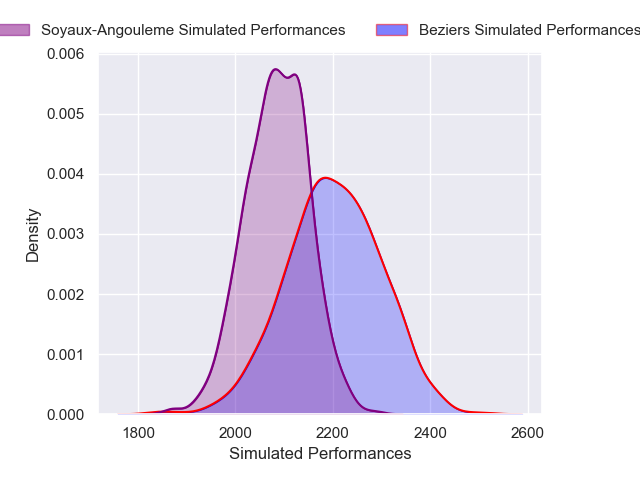 Soyaux-Angouleme Simulated Performances Beziers Simulated Performances
0.006
0.005
0.004
0.003
0.002
0.001
0.000
Density
1800 2000 2200 2400 2600
Simulated Performances